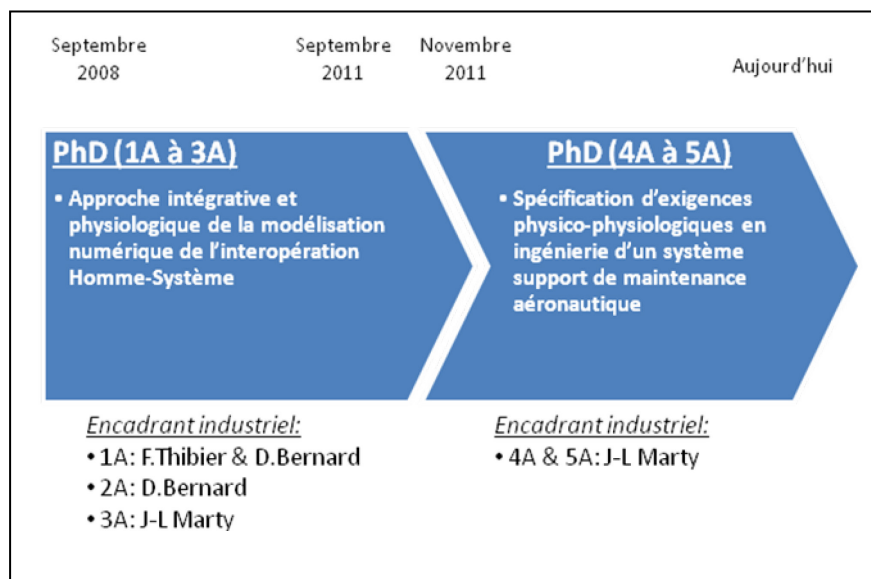 Septembre
2008
Septembre
2011
Novembre
2011
Aujourd'hui
PhD (1A à 3A)
▪ Approche intégrative et
physiologique de la modélisation
numérique de l'interopération
Homme-Système
PhD (4A à 5A)
▪ Spécification d'exigences
physico-physiologiques en
ingénierie d'un système
support de maintenance
aéronautique
Encadrant industriel:
• 1A: F.Thibier & D.Bernard
• 2A: D.Bernard
• 3A: J-L Marty
Encadrant industriel:
• 4A & 5A: J-L Marty